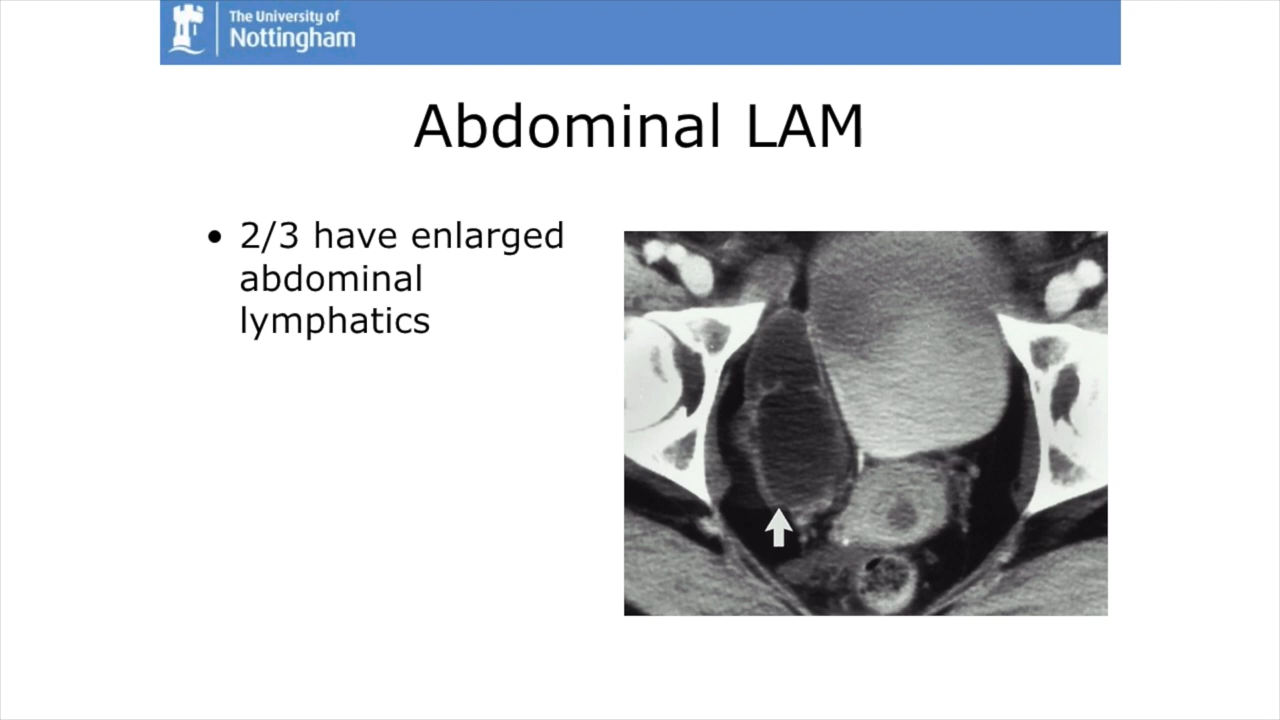 The University of
Nottingham
Abdominal LAM
• 2/3 have enlarged
abdominal
lymphatics